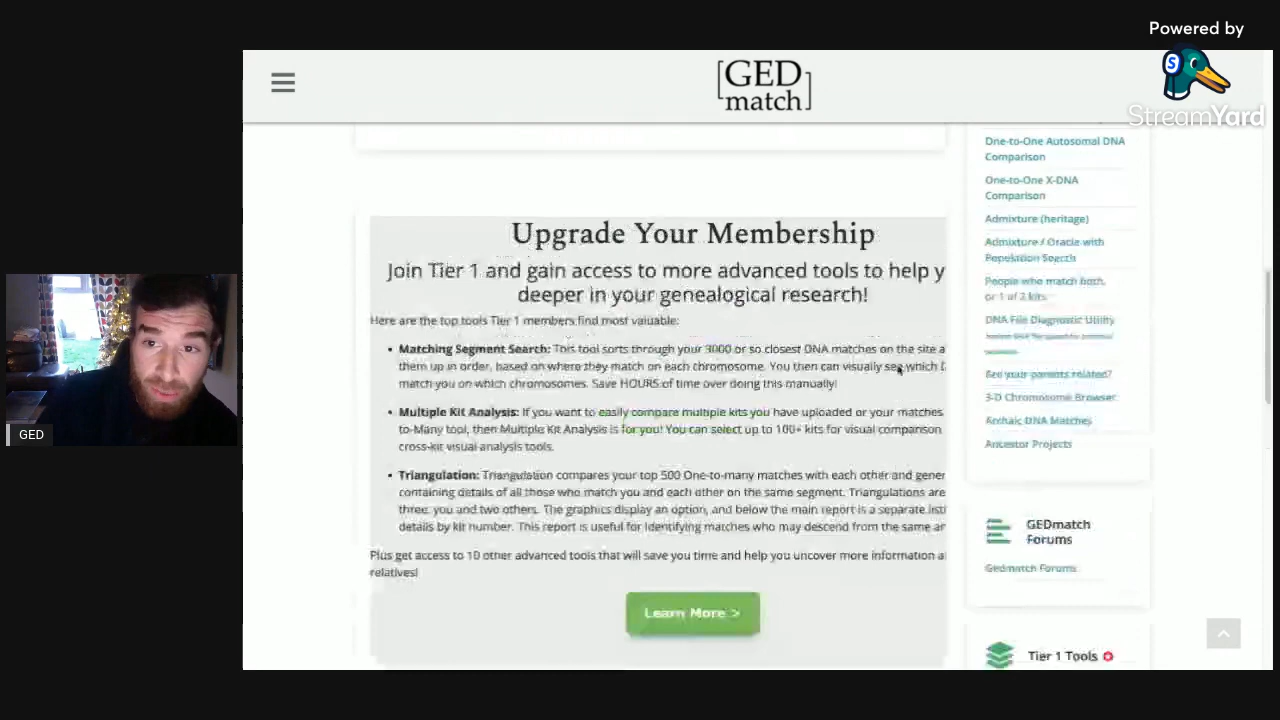 Powered by
StreamYard
GED
match
One-to-One Autosomal DNA
Comparison
One-to-One X-DNA
Comparison
Admixture (heritage)
Admixture / Oracle with
Population Search
People who match both,
or 1 of 2 kits
DNA File Diagnostic Utility
Are your parents related?
3-D Chromosome Browser
Archaic DNA Matches
Ancestor Projects
GEDmatch
Forums
Gedmatch Forums
Tier 1 Tools
Upgrade Your Membership
Join Tier 1 and gain access to more advanced tools to help y
deeper in your genealogical research!
Here are the top tools Tier 1 members find most valuable:
• Matching Segment Search: This tool sorts through your 3000 or so closest DNA matches on the site a
them up in order, based on where they match on each chromosome. You then can visually see which
match you on which chromosomes. Save HOURS of time over doing this manually!
• Multiple Kit Analysis: If you want to easily compare multiple kits you have uploaded or your matches
to-Many tool, then Multiple Kit Analysis is for you! You can select up to 100+ kits for visual comparison
cross-kit visual analysis tools.
• Triangulation: Triangulation compares your top 500 One-to-many matches with each other and gener
containing details of all those who match you and each other on the same segment. Triangulations are
three: you and two others. The graphics display an option, and below the main report is a separate listi
details by kit number. This report is useful for identifying matches who may descend from the same an
Plus get access to 10 other advanced tools that will save you time and help you uncover more information a
relatives!
Learn More >
GED